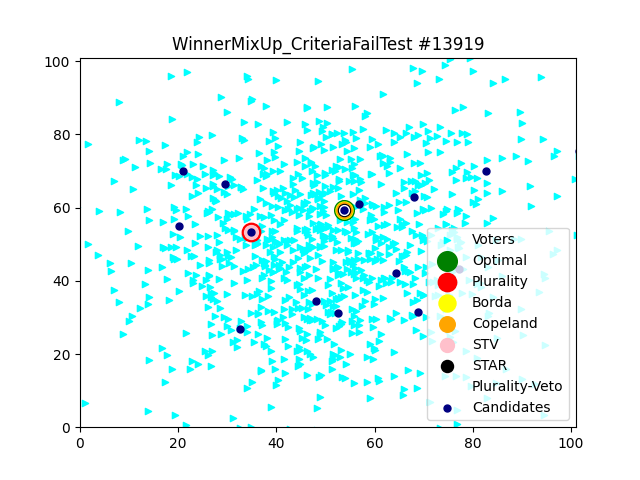 WinnerMixUp_CriteriaFailTest #13919
100
80
60
40
20
0
0 20 40 60 80 100
Voters
Optimal
Plurality
Borda
Copeland
STV
STAR
Plurality-Veto
Candidates